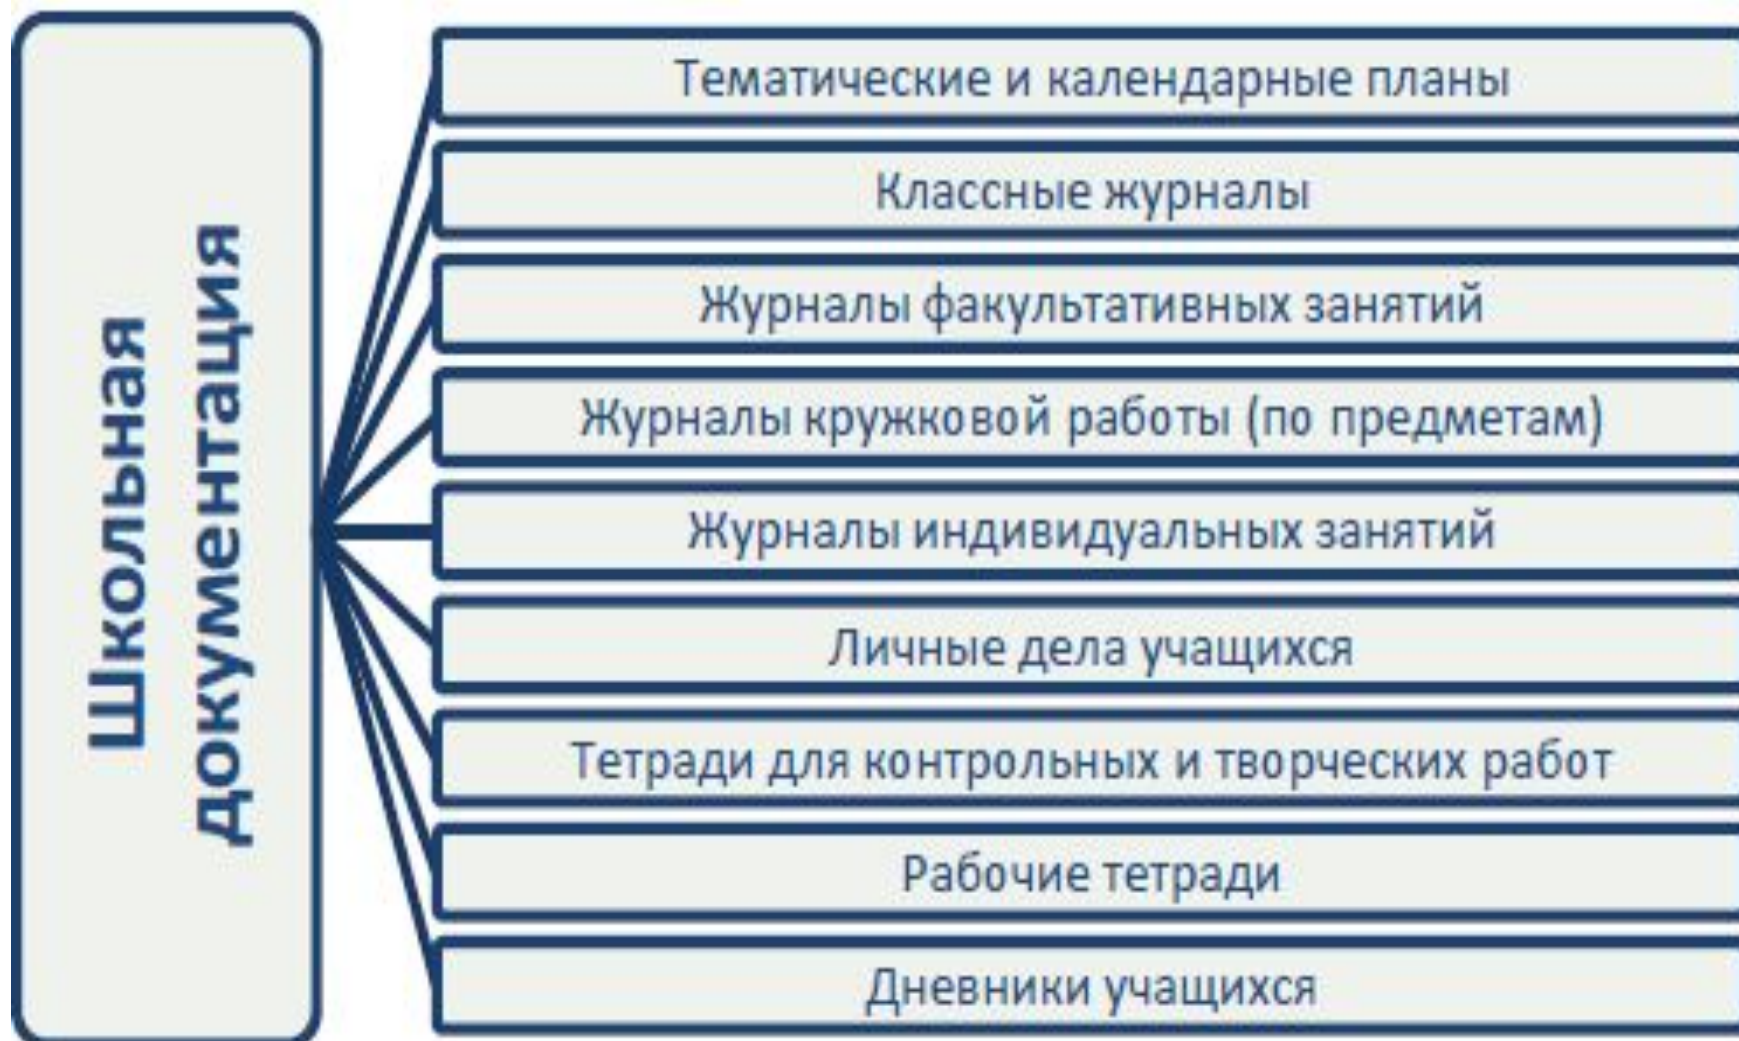 Школьная
документация
Тематические и календарные планы
Классные журналы
Журналы факультативных занятий
Журналы кружковой работы (по предметам)
Журналы индивидуальных занятий
Личные дела учащихся
Тетради для контрольных и творческих работ
Рабочие тетради
Дневники учащихся